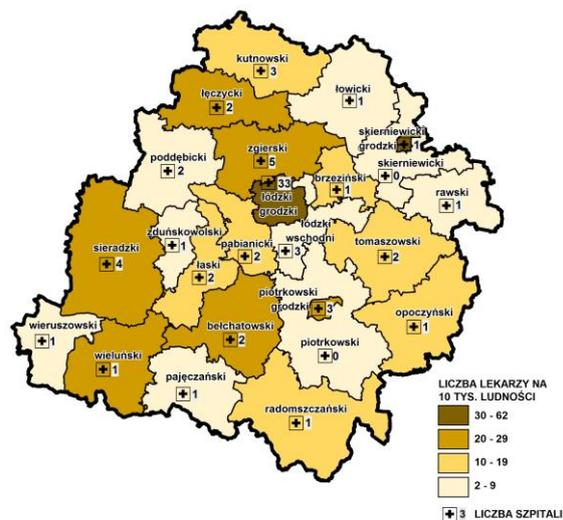 kutnowski
3
łowicki
1
łęczycki
2
skierniewicki
grodzki
1
zgierski
5
poddębicki
2
skierniewicki
0
brzeziński
1
33
łódzki
grodzki
rawski
1
łódzki
wschodni
3
zduńskowolski
1
sieradzki
4
pabianicki
2
tomaszowski
2
łaski
2
piotrkowski
grodzki
3
opoczyński
1
wieruszowski
1
bełchatowski
2
piotrkowski
0
wieluński
1
pajęczański
1
radomszczański
1
LICZBA LEKARZY NA
10 TYS. LUDNOŚCI
30 - 62
20 - 29
10 - 19
2 - 9
3 LICZBA SZPITALI